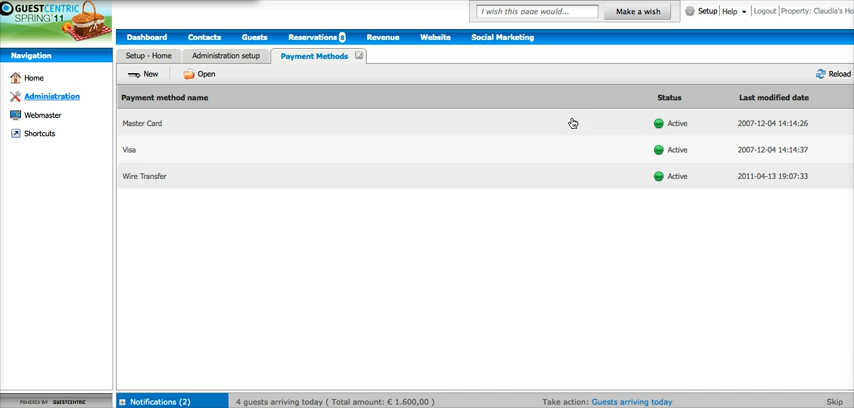 GUESTCENTRIC
SPRING'11
I wish this page would...
Make a wish
Setup
Help
Logout
Property: Claudia's Ho
Dashboard
Contacts
Guests
Reservations 8
Revenue
Website
Social Marketing
Navigation
Setup - Home
Administration setup
Payment Methods
New
Open
Reload
Home
Administration
Webmaster
Shortcuts
Payment method name Status Last modified date
Master Card Active 2007-12-04 14:14:26
Visa Active 2007-12-04 14:14:37
Wire Transfer Active 2011-04-13 19:07:33
POWERED BY GUESTCENTRIC
Notifications (2)
4 guests arriving today ( Total amount: € 1.600,00 )
Take action: Guests arriving today
Skip